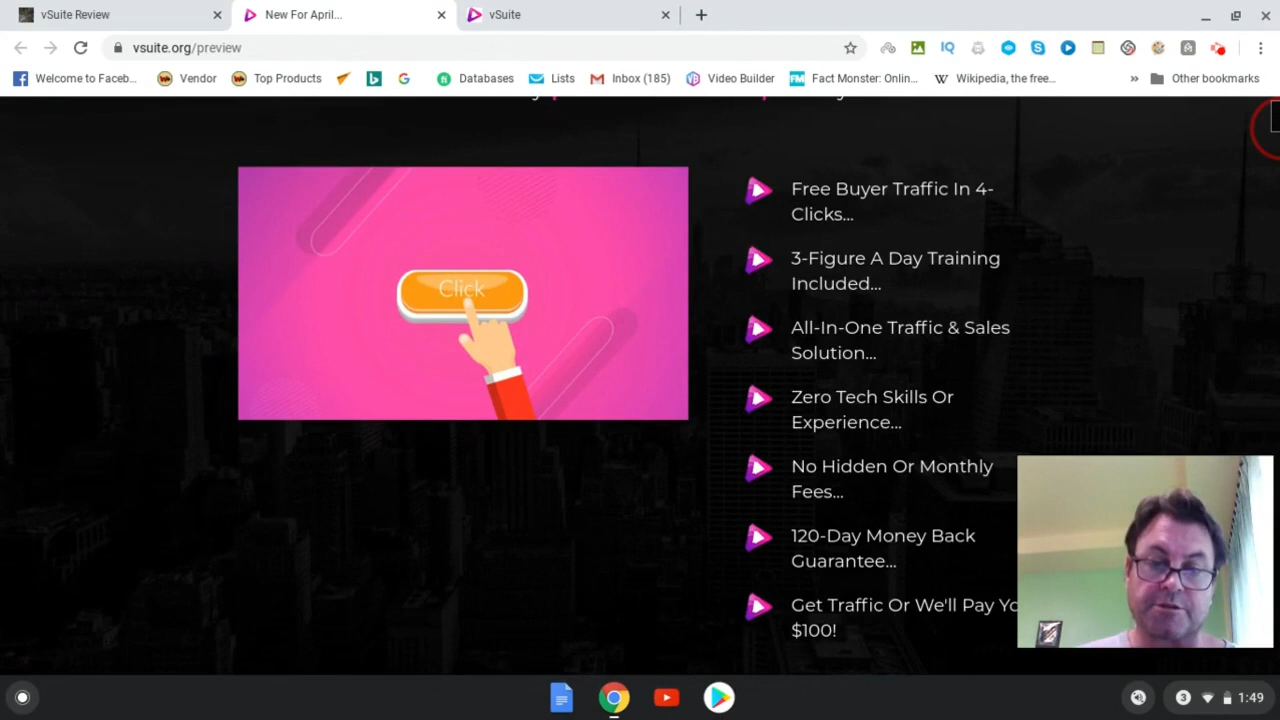 vSuite Review
New For April...
vSuite
vsuite.org/preview
Welcome to Faceb...
Vendor
Top Products
Databases
Lists
Inbox (185)
Video Builder
Fact Monster: Onlin...
Wikipedia, the free...
Other bookmarks
Click
Free Buyer Traffic In 4-
Clicks...
3-Figure A Day Training
Included...
All-In-One Traffic & Sales
Solution...
Zero Tech Skills Or
Experience...
No Hidden Or Monthly
Fees...
120-Day Money Back
Guarantee...
Get Traffic Or We'll Pay Yo
$100!
3
1:49